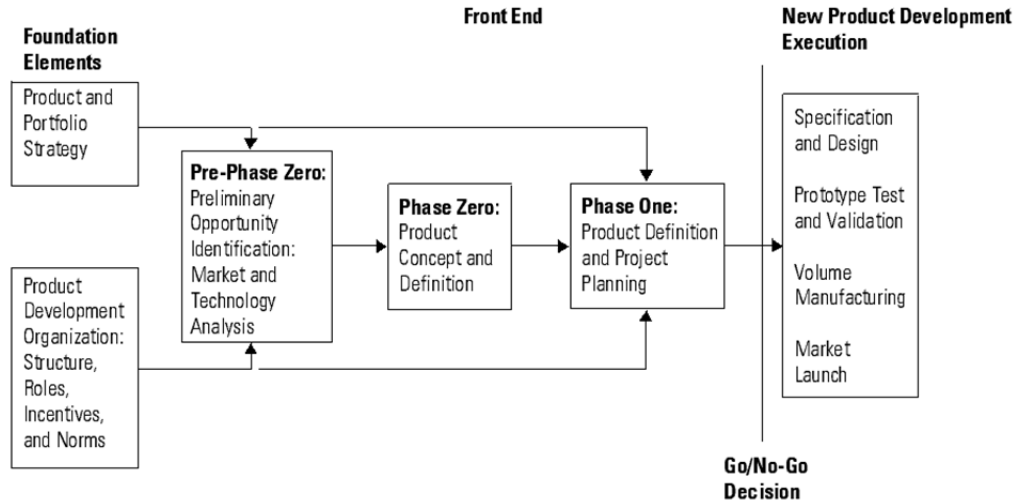 Front End
New Product Development
Execution
Foundation
Elements
Product and
Portfolio
Strategy
Product
Development
Organization:
Structure,
Roles,
Incentives,
and Norms
Pre-Phase Zero:
Preliminary
Opportunity
Identification:
Market and
Technology
Analysis
Phase Zero:
Product
Concept and
Definition
Phase One:
Product Definition
and Project
Planning
Specification
and Design
Prototype Test
and Validation
Volume
Manufacturing
Market
Launch
Go/No-Go
Decision